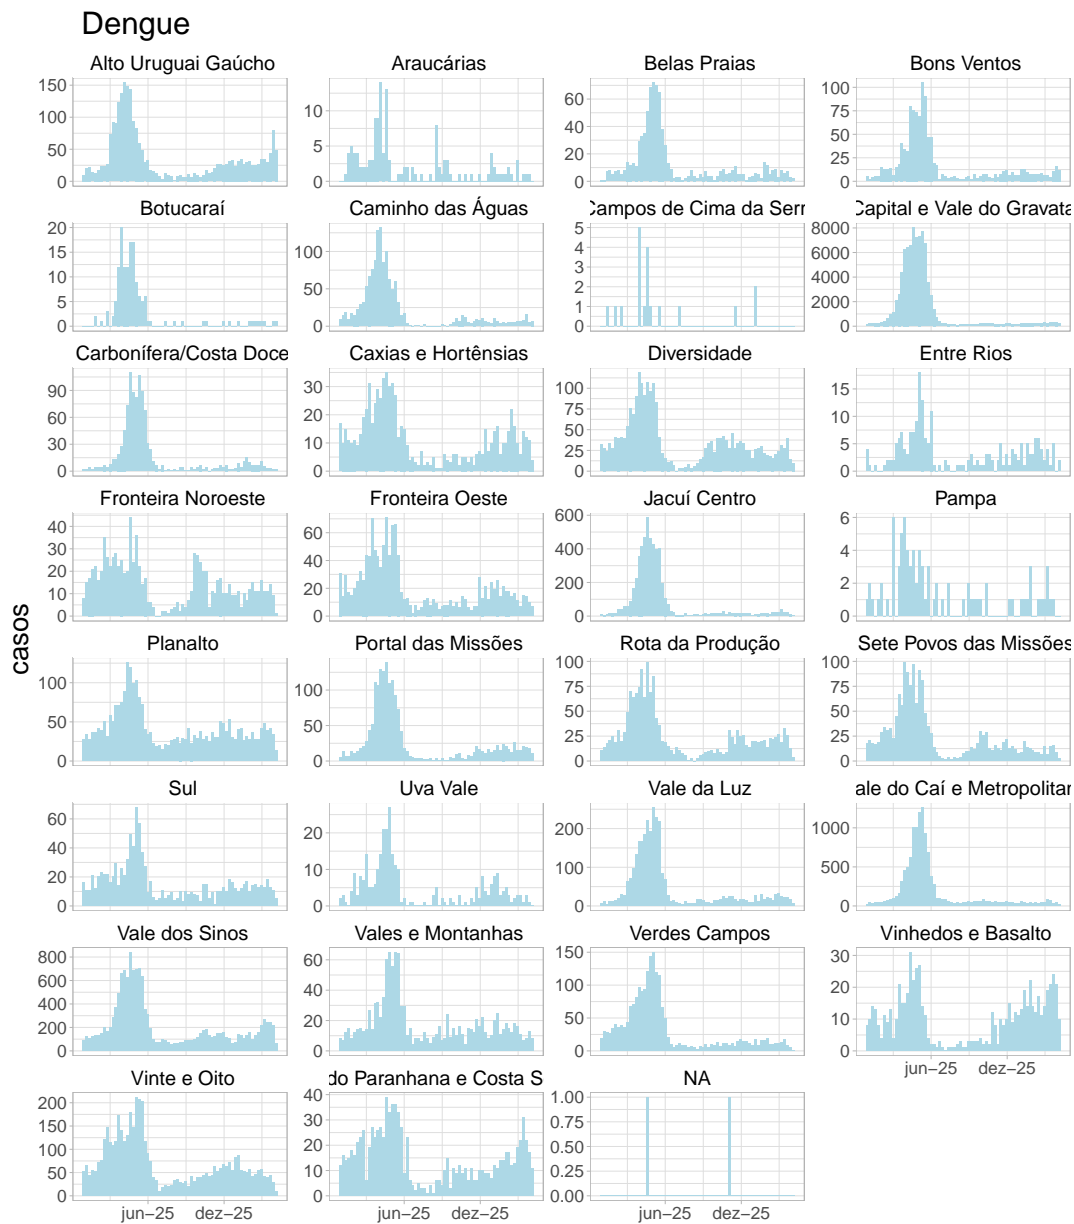 Dengue
Alto Uruguai Gaúcho Araucárias Belas Praias Bons Ventos
150 100 50 0
10 5 0
60 40 20 0
100 75 50 25 0
Botucaraí Caminho das Águas Campos de Cima da Serr Capital e Vale do Gravata
20 15 10 5 0
100 50 0
5 4 3 2 1 0
8000 6000 4000 2000 0
Carbonífera/Costa Doce Caxias e Hortênsias Diversidade Entre Rios
90 60 30 0
30 20 10 0
100 75 50 25 0
15 10 5 0
Fronteira Noroeste Fronteira Oeste Jacuí Centro Pampa
40 30 20 10 0
60 40 20 0
600 400 200 0
6 4 2 0
casos
Planalto Portal das Missões Rota da Produção Sete Povos das Missões
100 50 0
100 50 0
100 75 50 25 0
100 75 50 25 0
Sul Uva Vale Vale da Luz ale do Caí e Metropolitan
60 40 20 0
20 10 0
200 100 0
1000 500 0
Vale dos Sinos Vales e Montanhas Verdes Campos Vinhedos e Basalto
800 600 400 200 0
60 40 20 0
150 100 50 0
30 20 10 0
jun−25 dez−25
Vinte e Oito do Paranhana e Costa S NA
200 150 100 50 0
40 30 20 10 0
1.00 0.75 0.50 0.25 0.00
jun−25 dez−25 jun−25 dez−25 jun−25 dez−25